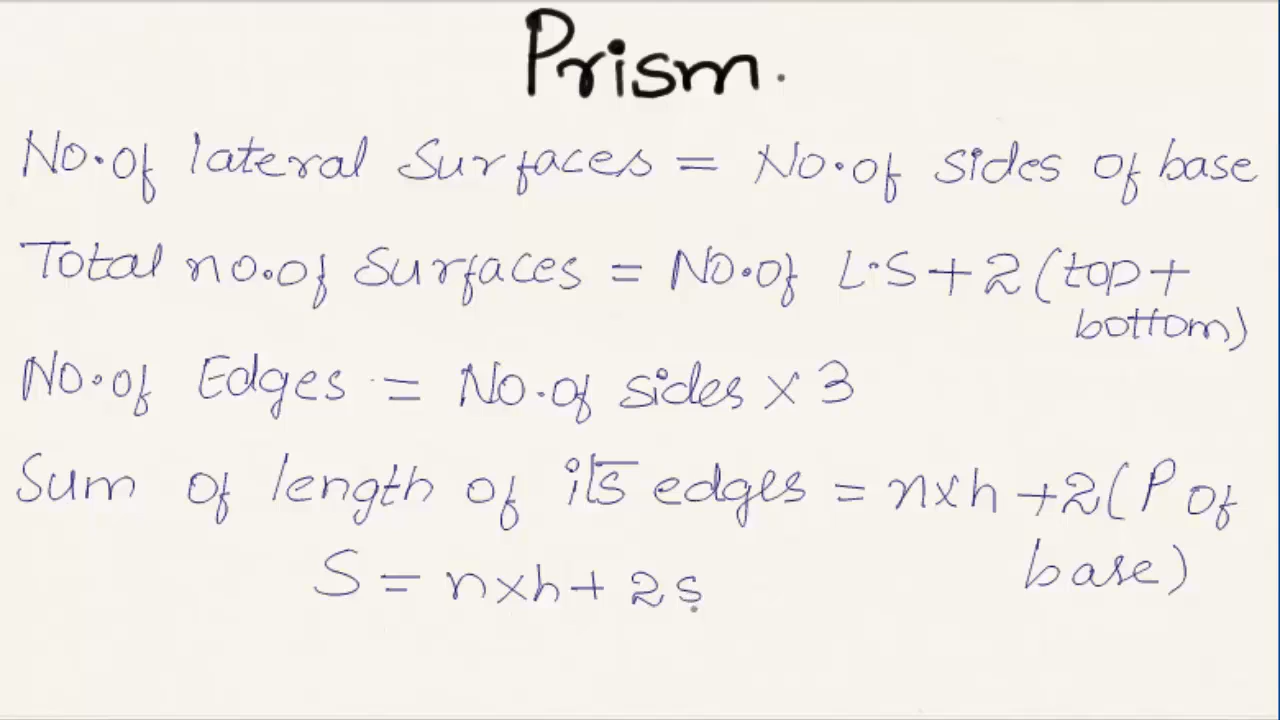 Prism.
No.of lateral Surfaces = No.of sides of base
Total no.of Surfaces = No.of L.S + 2 (top +
bottom)
No.of Edges = No.of sides × 3
Sum of length of its edges = n×h + 2(P of
base)
S = n×h + 2s